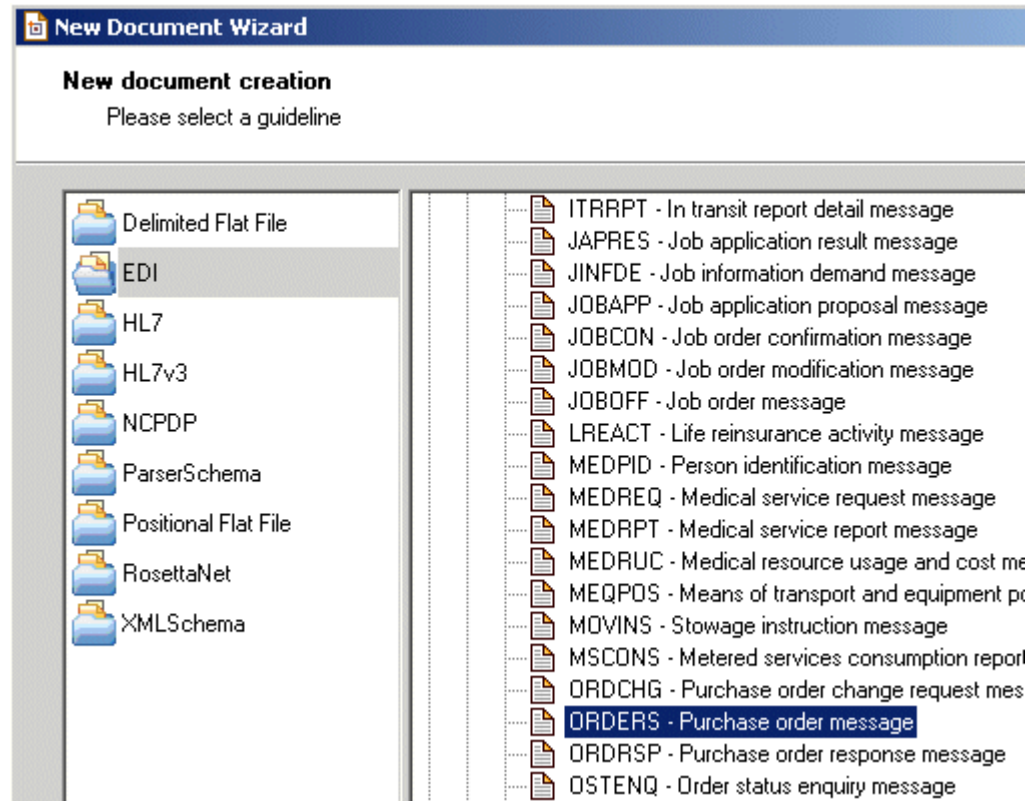 New Document Wizard
New document creation
Please select a guideline
Delimited Flat File
EDI
HL7
HL7v3
NCPDP
ParserSchema
Positional Flat File
RosettaNet
XMLSchema
ITRRPT - In transit report detail message
JAPRES - Job application result message
JINFDE - Job information demand message
JOBAPP - Job application proposal message
JOBCON - Job order confirmation message
JOBMOD - Job order modification message
JOBOFF - Job order message
LREACT - Life reinsurance activity message
MEDPID - Person identification message
MEDREQ - Medical service request message
MEDRPT - Medical service report message
MEDRUC - Medical resource usage and cost me
MEQPOS - Means of transport and equipment po
MOVINS - Stowage instruction message
MSCONS - Metered services consumption report
ORDCHG - Purchase order change request mes
ORDERS - Purchase order message
ORDRSP - Purchase order response message
OSTENQ - Order status enquiry message